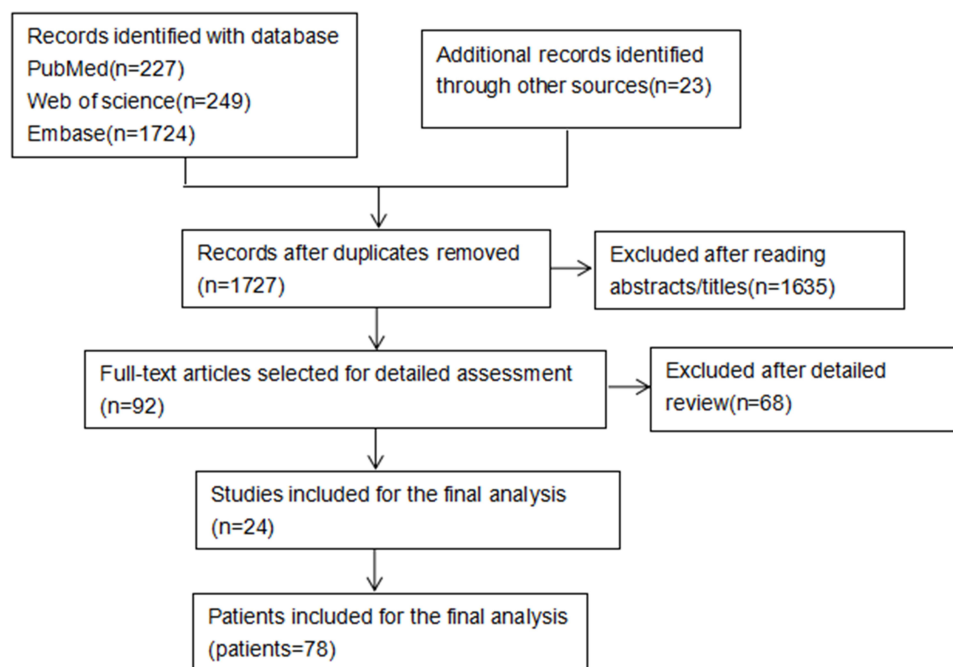 Records identified with database
PubMed(n=227)
Web of science(n=249)
Embase(n=1724)
Additional records identified
through other sources(n=23)
Records after duplicates removed
(n=1727)
Excluded after reading
abstracts/titles(n=1635)
Full-text articles selected for detailed assessment
(n=92)
Excluded after detailed
review(n=68)
Studies included for the final analysis
(n=24)
Patients included for the final analysis
(patients=78)